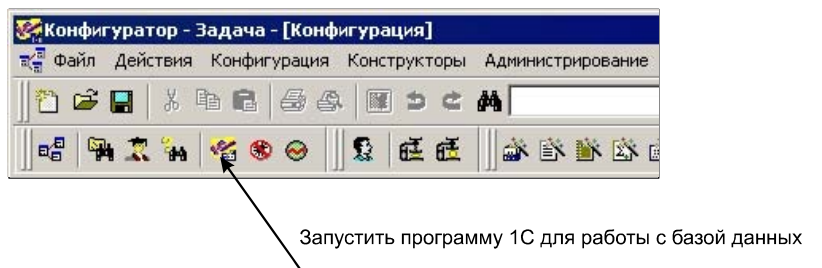 Конфигуратор - Задача - [Конфигурация]
Файл Действия Конфигурация Конструкторы Администрирование
Запустить программу 1С для работы с базой данных